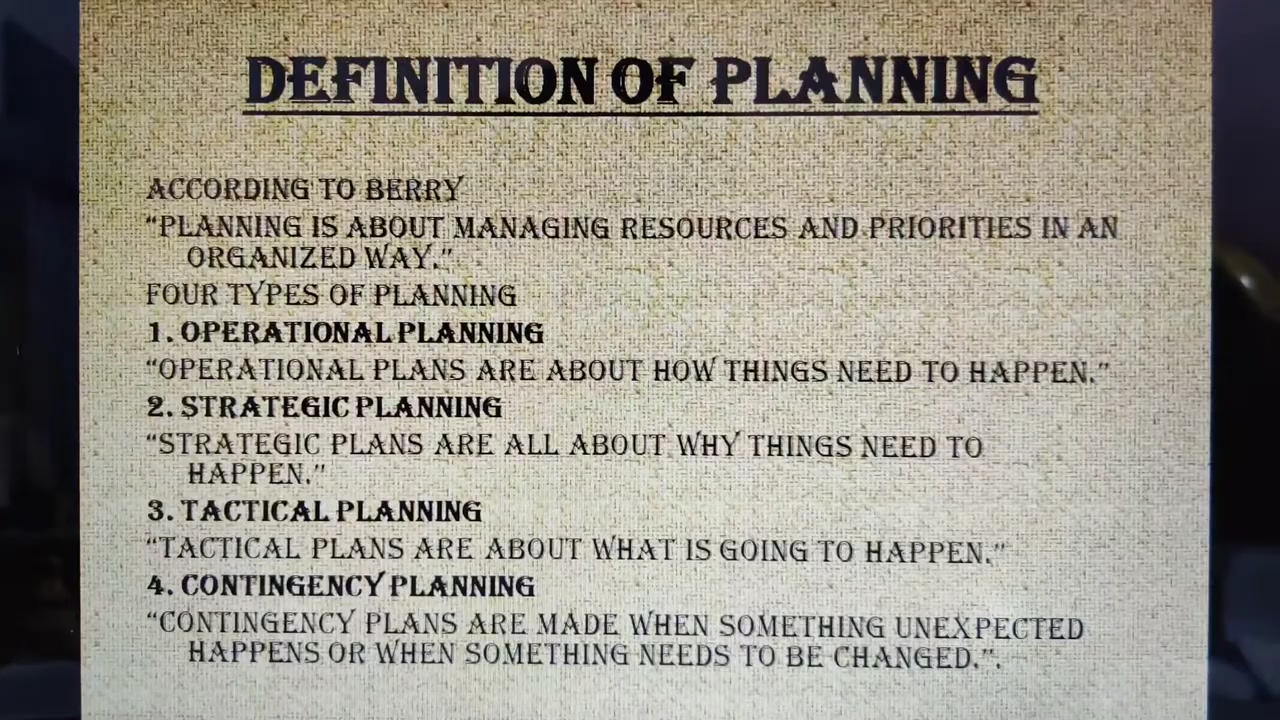 DEFINITION OF PLANNING
ACCORDING TO BERRY
“PLANNING IS ABOUT MANAGING RESOURCES AND PRIORITIES IN AN
ORGANIZED WAY.”
FOUR TYPES OF PLANNING
1. OPERATIONAL PLANNING
“OPERATIONAL PLANS ARE ABOUT HOW THINGS NEED TO HAPPEN.”
2. STRATEGIC PLANNING
“STRATEGIC PLANS ARE ALL ABOUT WHY THINGS NEED TO
HAPPEN.”
3. TACTICAL PLANNING
“TACTICAL PLANS ARE ABOUT WHAT IS GOING TO HAPPEN.”
4. CONTINGENCY PLANNING
“CONTINGENCY PLANS ARE MADE WHEN SOMETHING UNEXPECTED
HAPPENS OR WHEN SOMETHING NEEDS TO BE CHANGED.”.